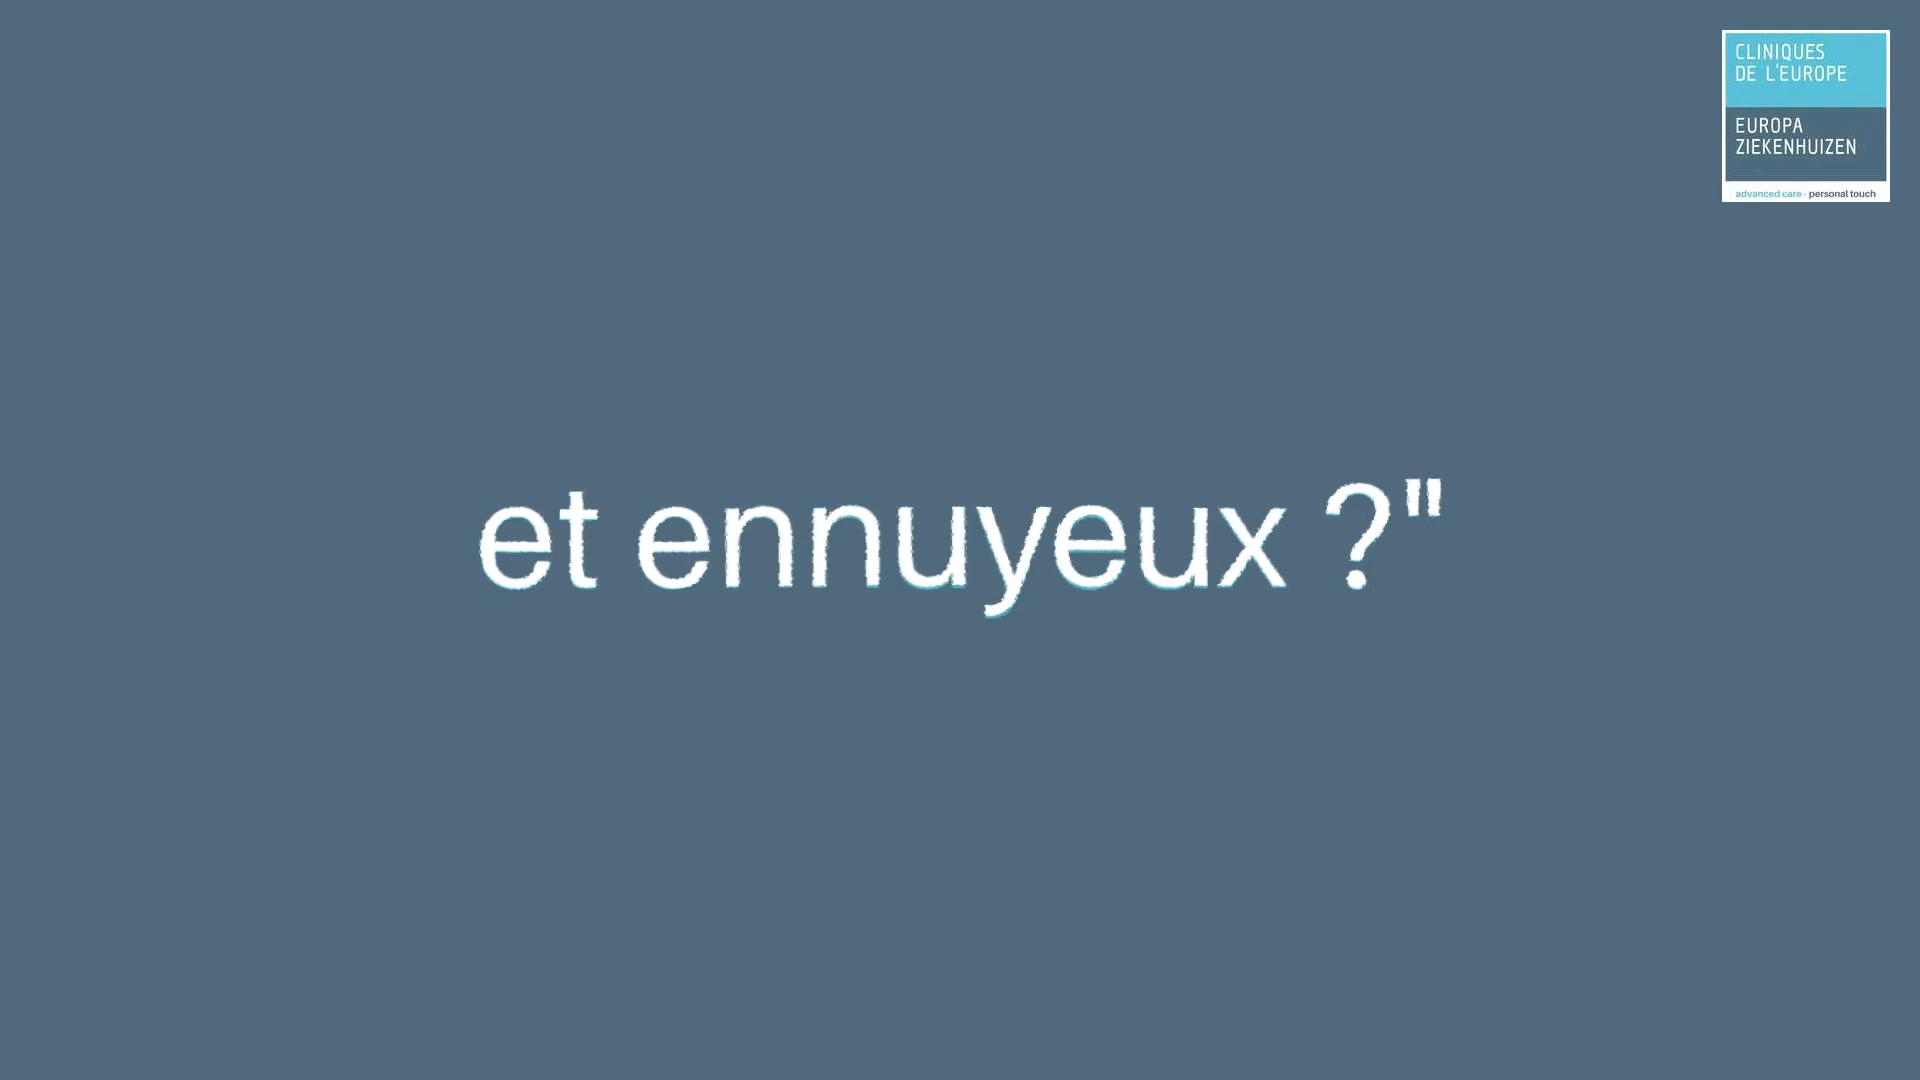 CLINIQUES
DE L'EUROPE
EUROPA
ZIEKENHUIZEN
advanced care - personal touch
et ennuyeux ?"